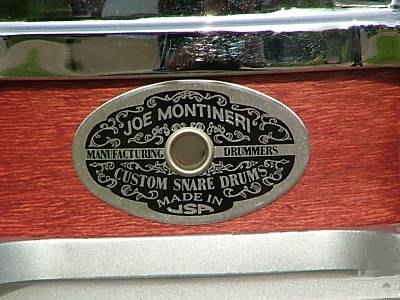 JOE MONTINERI
MANUFACTURING DRUMMERS
CUSTOM SNARE DRUMS
MADE IN
USA